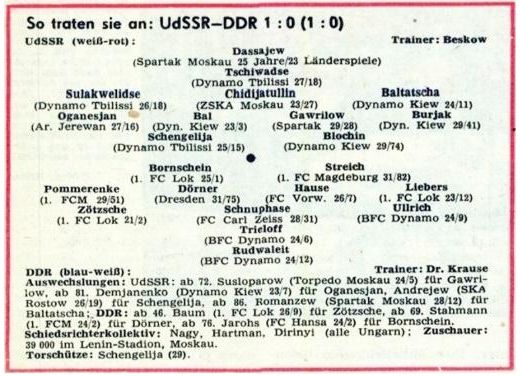 So traten sie an: UdSSR—DDR 1 : 0 (1 : 0)
UdSSR (weiß-rot) : Trainer: Beskow
Dassajew
(Spartak Moskau 25 Jahre/23 Länderspiele)
Tschiwadse
(Dynamo Tbilissi 27/18)
Sulakwelidse Chidijatullin Baltatscha
(Dynamo Tbilissi 26/18) (ZSKA Moskau 23/27) (Dynamo Kiew 24/11)
Oganesjan Bal Gawrilow Burjak
(Ar. Jerewan 27/16) (Dyn. Kiew 23/3) (Spartak 29/28) (Dyn. Kiew 29/41)
Schengelija Blochin
(Dynamo Tbilissi 25/15) (Dynamo Kiew 29/74)
Bornschein Streich
(1. FC Lok 25/1) (1. FC Magdeburg 31/82)
Pommerenke Dörner Hause Liebers
(1. FCM 29/51) (Dresden 31/75) (FC Vorw. 26/7) (1. FC Lok 23/12)
Zötzsche Schnuphase Ullrich
(1. FC Lok 21/2) (FC Carl Zeiss 28/31) (BFC Dynamo 24/9)
Trieloff
(BFC Dynamo 24/6)
Rudwaleit
(BFC Dynamo 24/12)
DDR (blau-weiß) : Trainer: Dr. Krause
Auswechslungen: UdSSR: ab 72. Susloparow (Torpedo Moskau 24/5) für Gawri-
low, ab 81. Demjanenko (Dynamo Kiew 23/7) für Oganesjan, Andrejew (SKA
Rostow 26/19) für Schengelija, ab 86. Romanzew (Spartak Moskau 28/12) für
Baltatscha; DDR: ab 46. Baum (1. FC Lok 26/9) für Zötzsche, ab 69. Stahmann
(1. FCM 24/2) für Dörner, ab 76. Jarohs (FC Hansa 24/2) für Bornschein.
Schiedsrichterkollektiv: Nagy, Hartman, Dirinyi (alle Ungarn); Zuschauer:
39 000 im Lenin-Stadion, Moskau.
Torschütze: Schengelija (29).